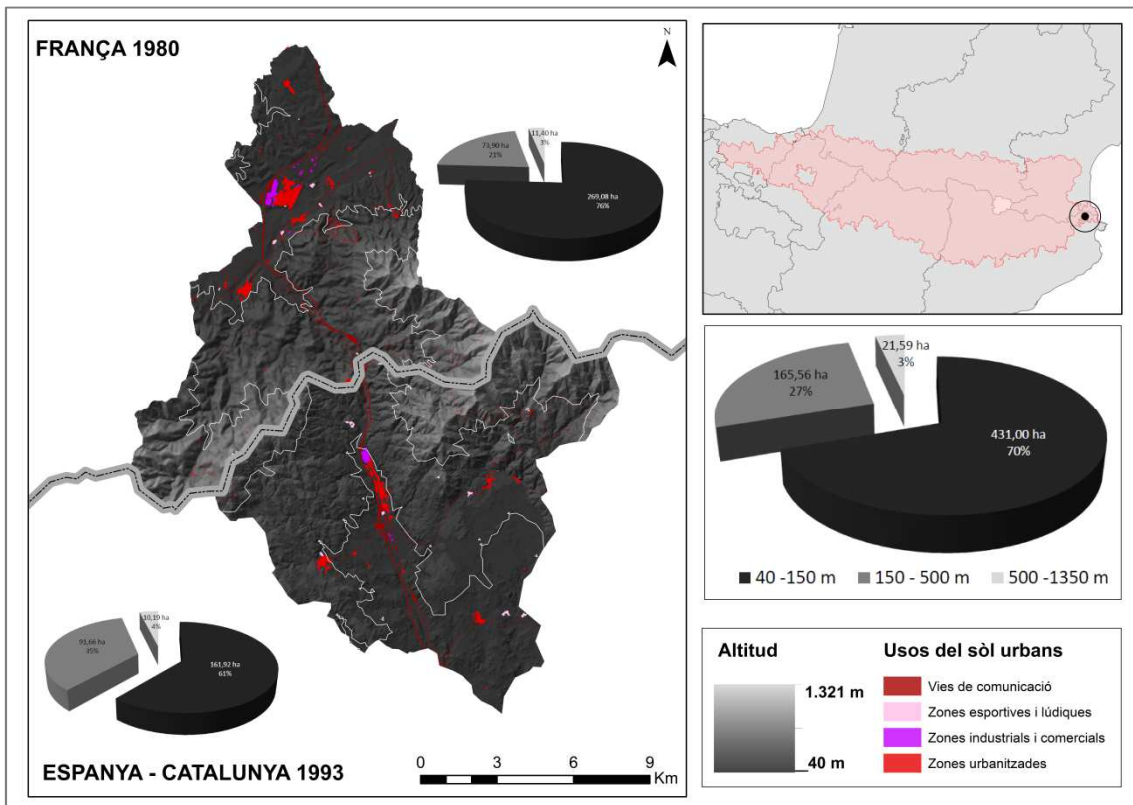 FRANÇA 1980
N
73,90 ha
21%
11,40 ha
3%
269,08 ha
76%
10,19 ha
4%
91,66 ha
35%
161,92 ha
61%
ESPANYA - CATALUNYA 1993
0 3 6 9
Km
21,59 ha
3%
165,56 ha
27%
431,00 ha
70%
40 -150 m 150 - 500 m 500 -1350 m
Altitud
1.321 m
40 m
Usos del sòl urbans
Vies de comunicació
Zones esportives i lúdiques
Zones industrials i comercials
Zones urbanitzades